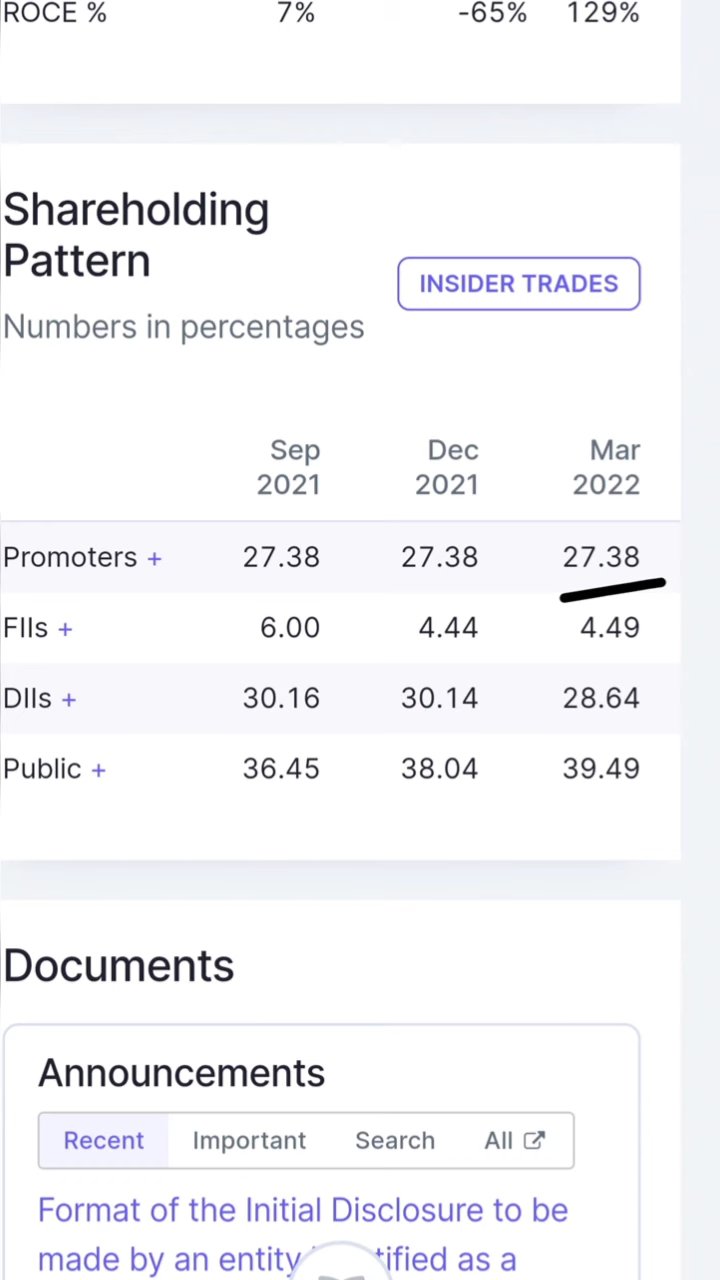 ROCE % 7% -65% 129%
Shareholding
Pattern
INSIDER TRADES
Numbers in percentages
Sep Dec Mar
2021 2021 2022
Promoters + 27.38 27.38 27.38
FIIs + 6.00 4.44 4.49
DIIs + 30.16 30.14 28.64
Public + 36.45 38.04 39.49
Documents
Announcements
Recent Important Search All
Format of the Initial Disclosure to be
made by an entity as a